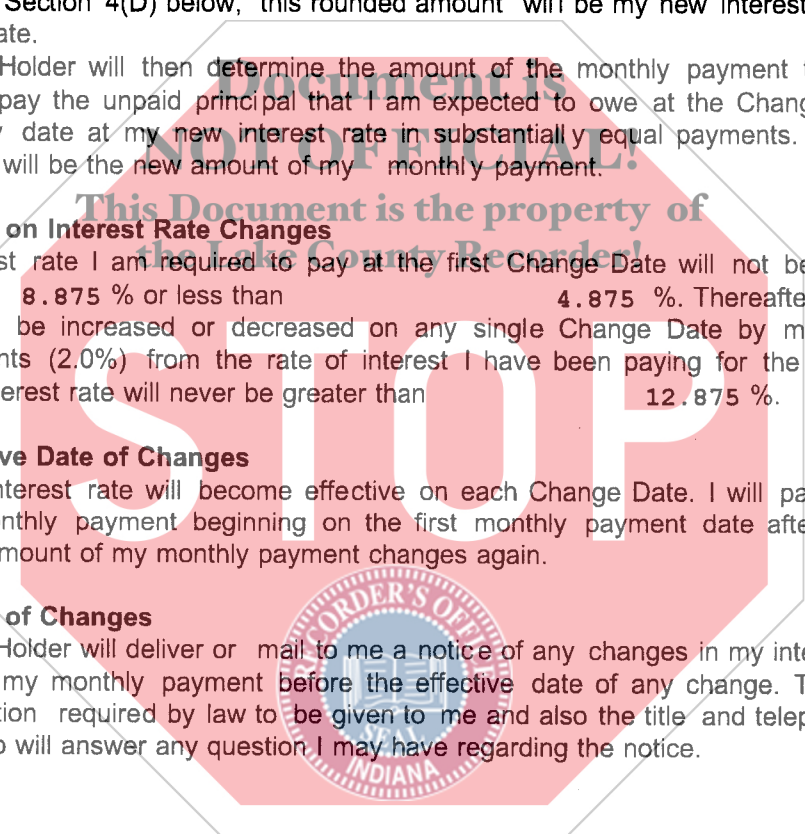 Section 4(D) below, this rounded amount will be my new interest
ate.
Holder will then determine the amount of the monthly payment
pay the unpaid principal that I am expected to owe at the Chang
date at my new interest rate in substantially equal payments.
will be the new amount of my monthly payment.
Document is
NOT OFFICIAL!
This Document is the property of
the Lake County Recorder!
on Interest Rate Changes
st rate I am required to pay at the first Change Date will not be
8.875 % or less than 4.875 %. Thereafte
be increased or decreased on any single Change Date by m
nts (2.0%) from the rate of interest I have been paying for the
erest rate will never be greater than 12.875 %.
STOP
ve Date of Changes
nterest rate will become effective on each Change Date. I will pa
nthly payment beginning on the first monthly payment date afte
mount of my monthly payment changes again.
of Changes
Holder will deliver or mail to me a notice of any changes in my inte
my monthly payment before the effective date of any change. T
tion required by law to be given to me and also the title and telep
o will answer any question I may have regarding the notice.
RECORDER'S OFFICE
SEAL
INDIANA